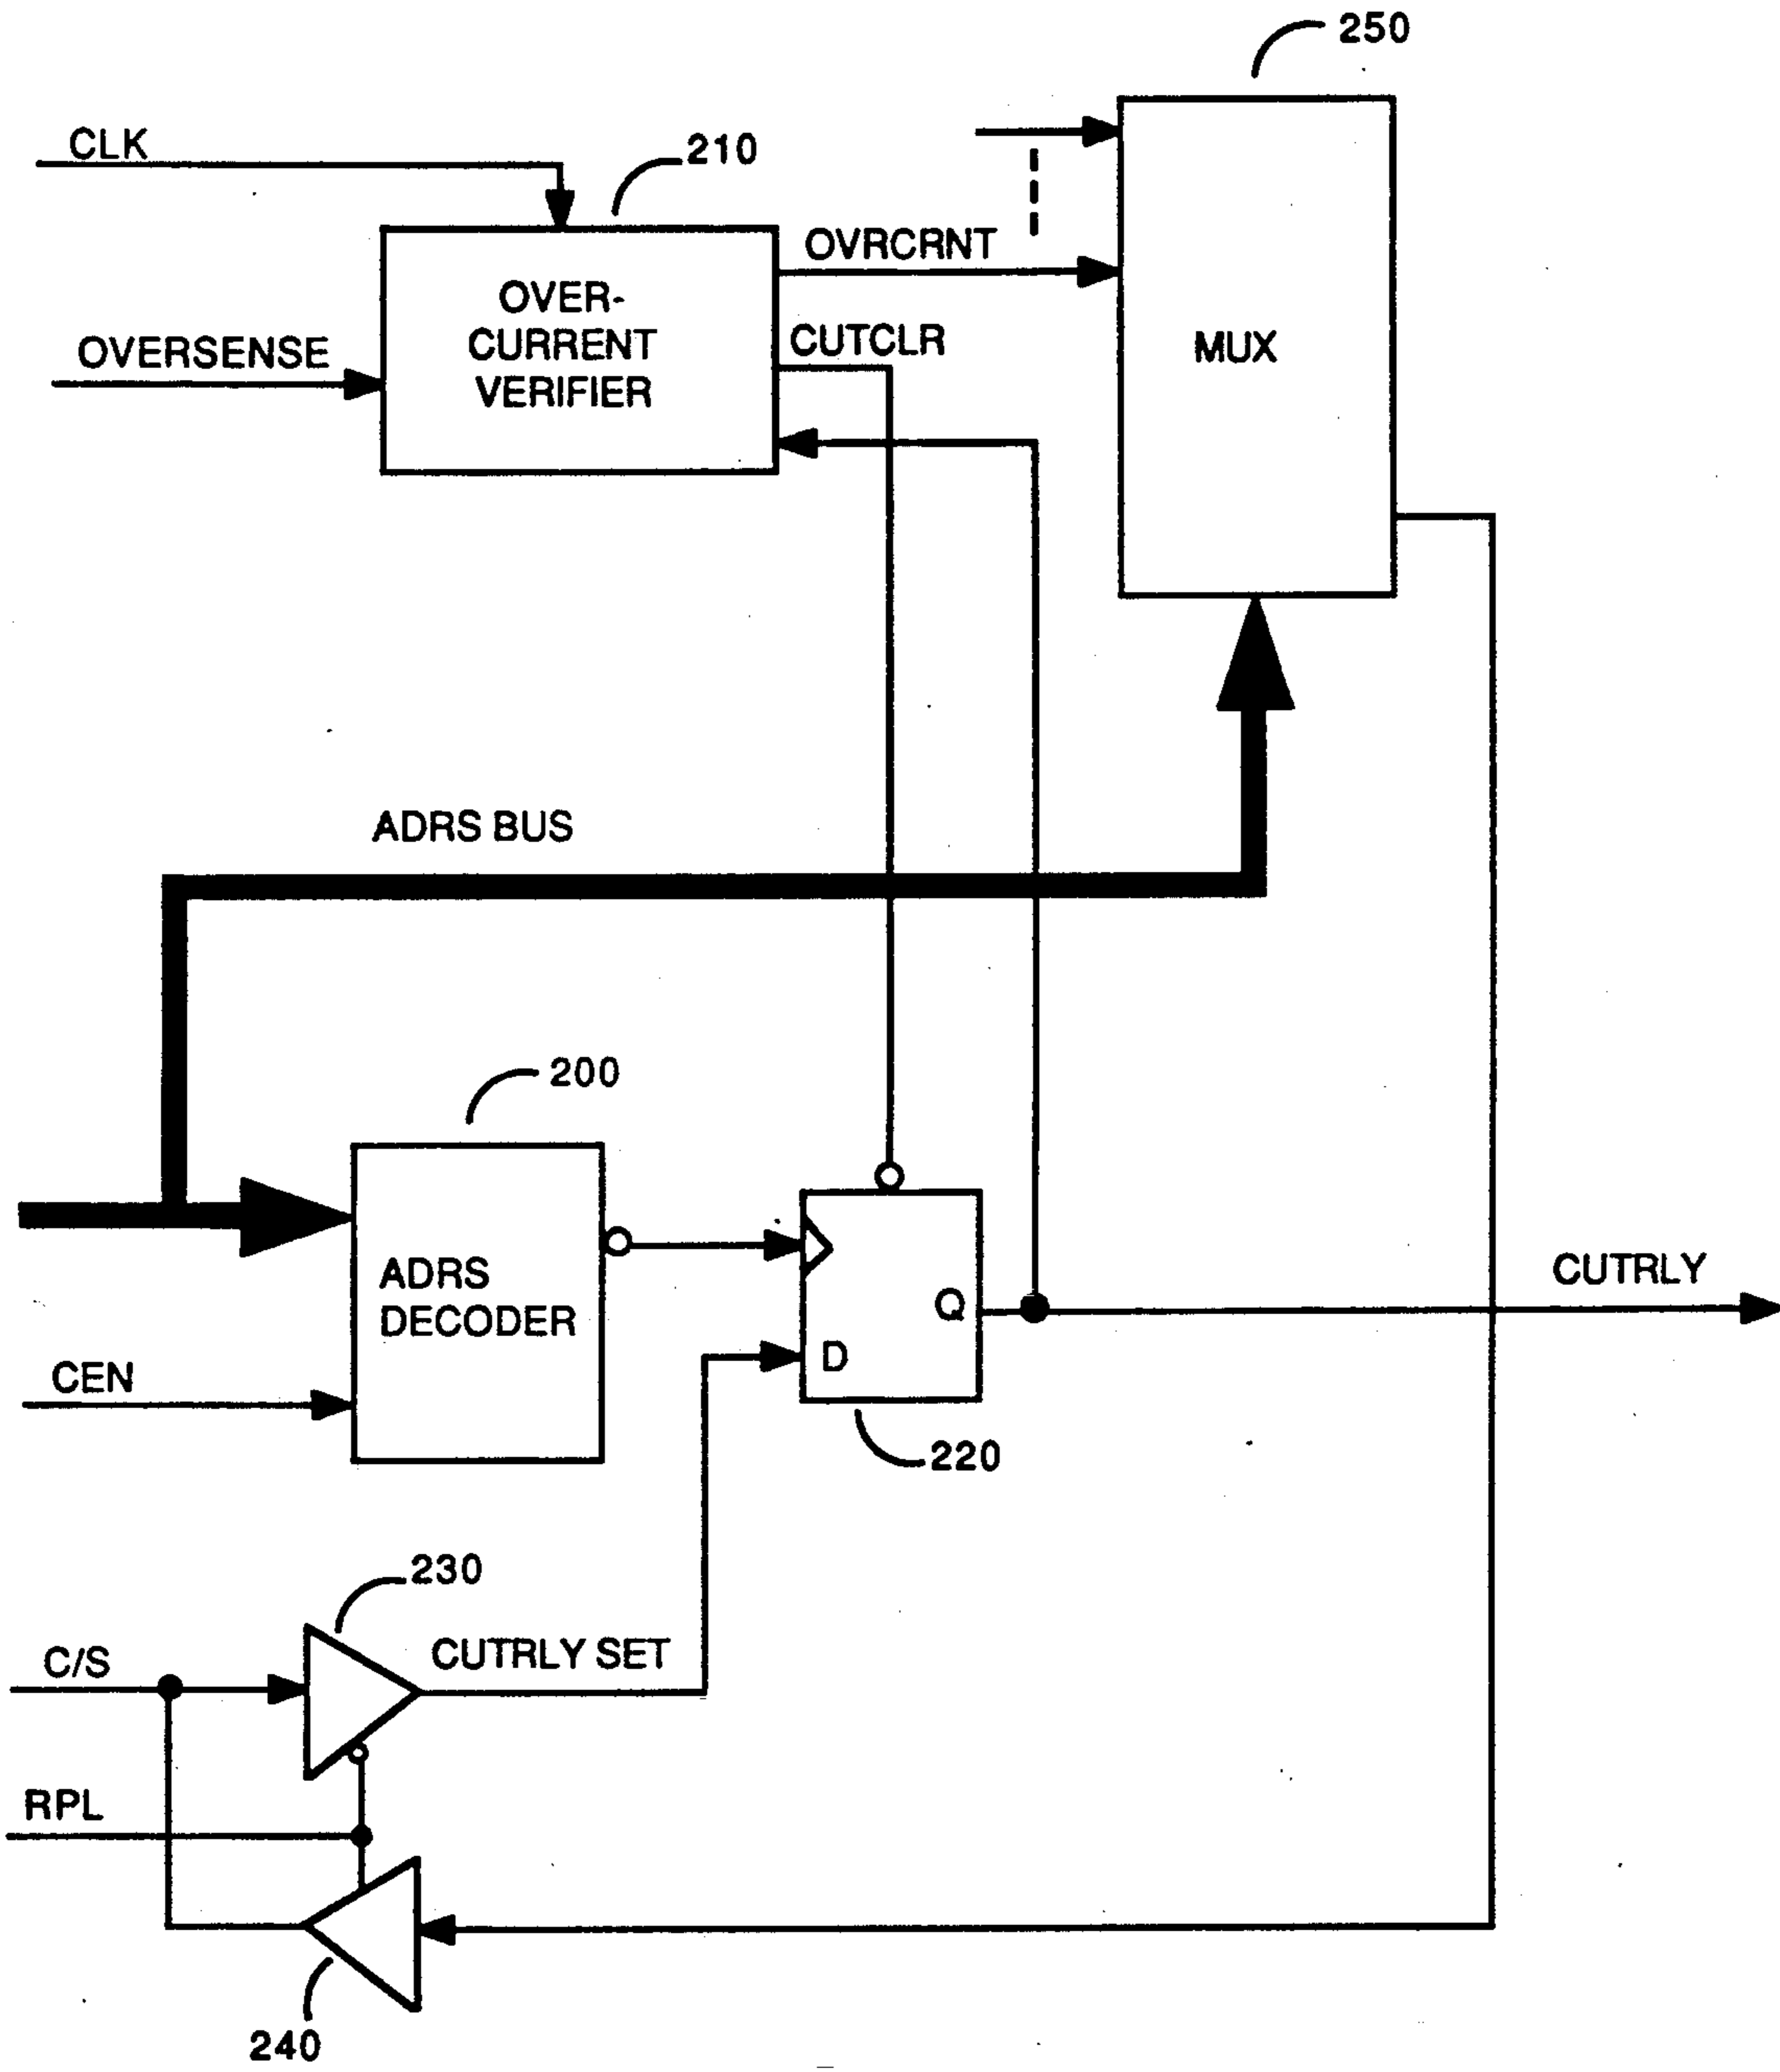 250
CLK
210
OVRCRNT
OVER-
CURRENT
VERIFIER
CUTCLR
MUX
OVERSENSE
ADRS BUS
200
ADRS
DECODER
Q
D
CUTRLY
CEN
220
230
C/S
CUTRLY SET
RPL
240